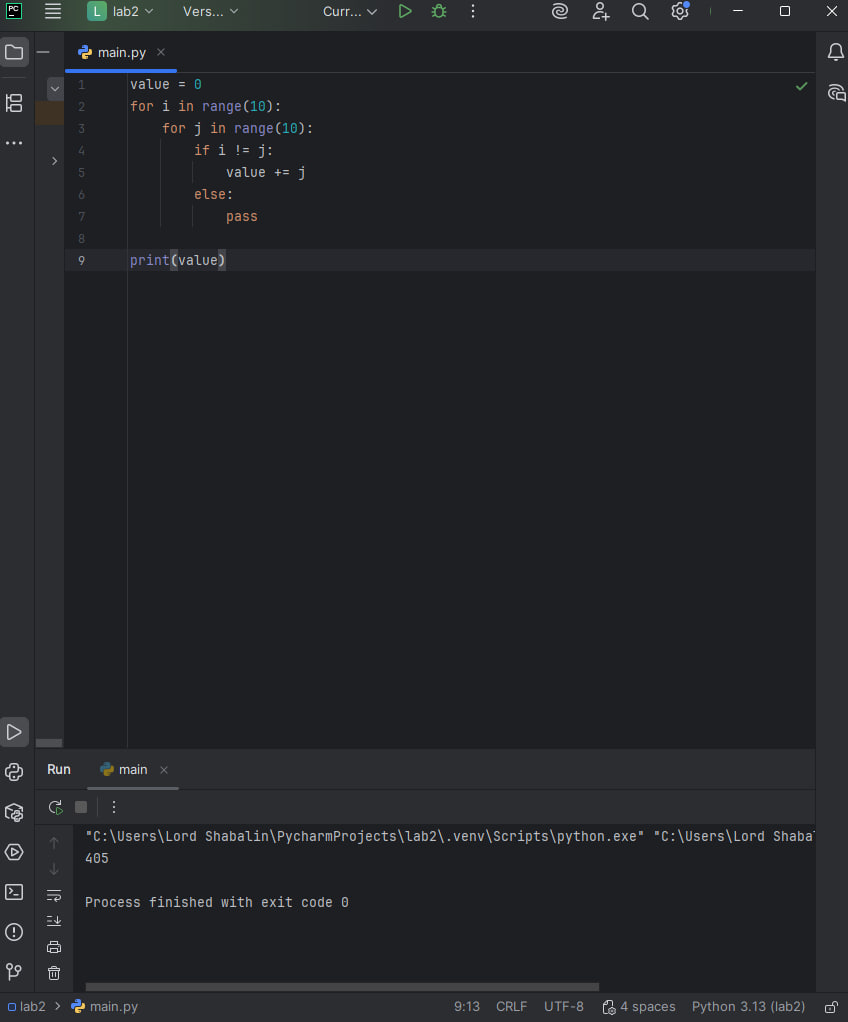 PC
L lab2 Vers... Curr...
main.py
1 value = 0
2 for i in range(10):
3 for j in range(10):
4 if i != j:
5 value += j
6 else:
7 pass
8
9 print(value)
Run main
"C:\Users\Lord Shabalin\PycharmProjects\lab2\.venv\Scripts\python.exe" "C:\Users\Lord Shabal
405
Process finished with exit code 0
lab2 > main.py 9:13 CRLF UTF-8 4 spaces Python 3.13 (lab2)